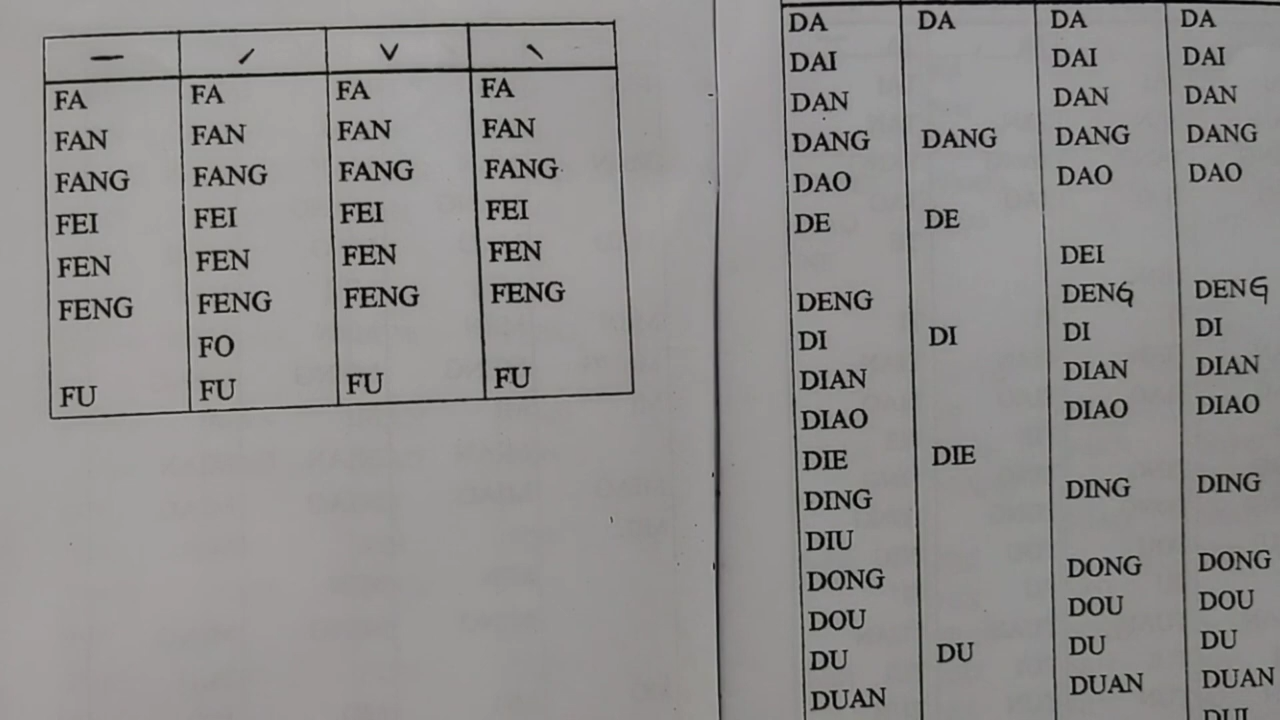 — ˊ ˇ ˋ
FA FA FA FA
FAN FAN FAN FAN
FANG FANG FANG FANG
FEI FEI FEI FEI
FEN FEN FEN FEN
FENG FENG FENG FENG
FO
FU FU FU FU
DA DA DA DA
DAI DAI DAI
DAN DAN DAN
DANG DANG DANG DANG
DAO DAO DAO
DE DE
DEI
DENG DENG DENG
DI DI DI DI
DIAN DIAN DIAN
DIAO DIAO DIAO
DIE DIE
DING DING DING
DIU
DONG DONG DONG
DOU DOU DOU
DU DU DU DU
DUAN DUAN DUAN